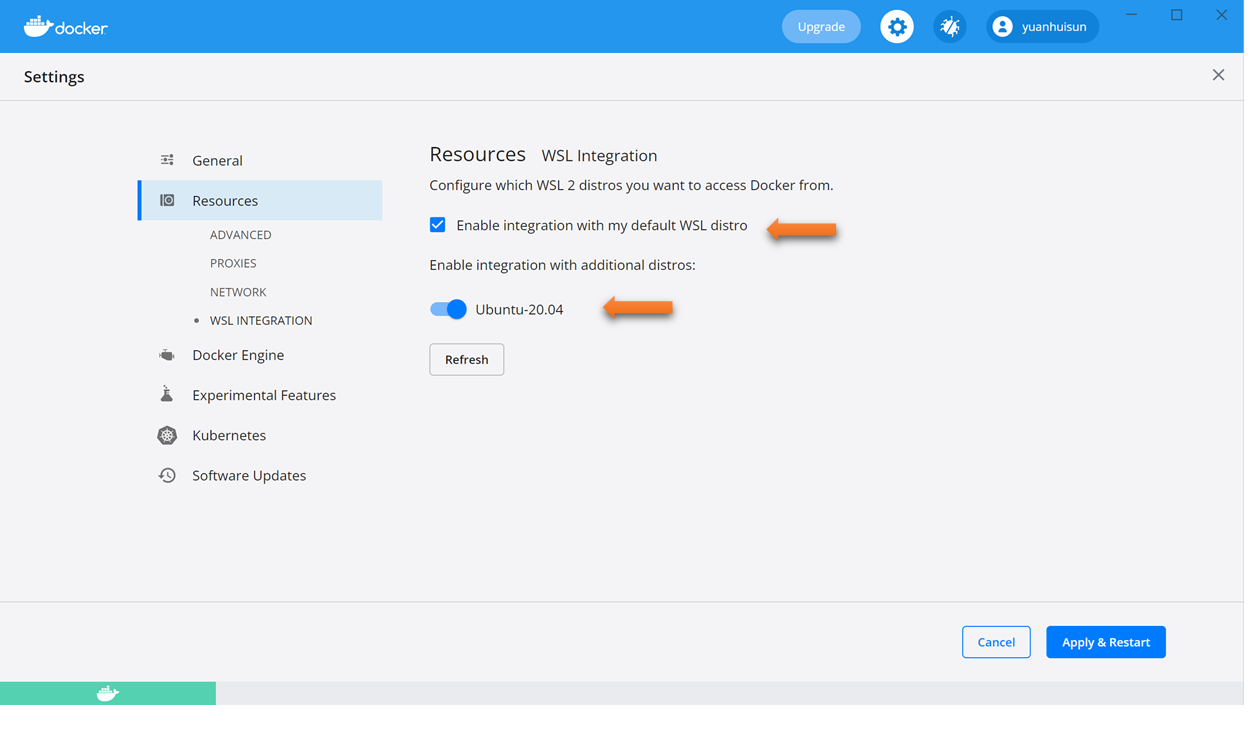 docker
Upgrade
yuanhuisun
Settings
General
Resources
ADVANCED
PROXIES
NETWORK
WSL INTEGRATION
Docker Engine
Experimental Features
Kubernetes
Software Updates
Resources WSL Integration
Configure which WSL 2 distros you want to access Docker from.
Enable integration with my default WSL distro
Enable integration with additional distros:
Ubuntu-20.04
Refresh
Cancel
Apply & Restart